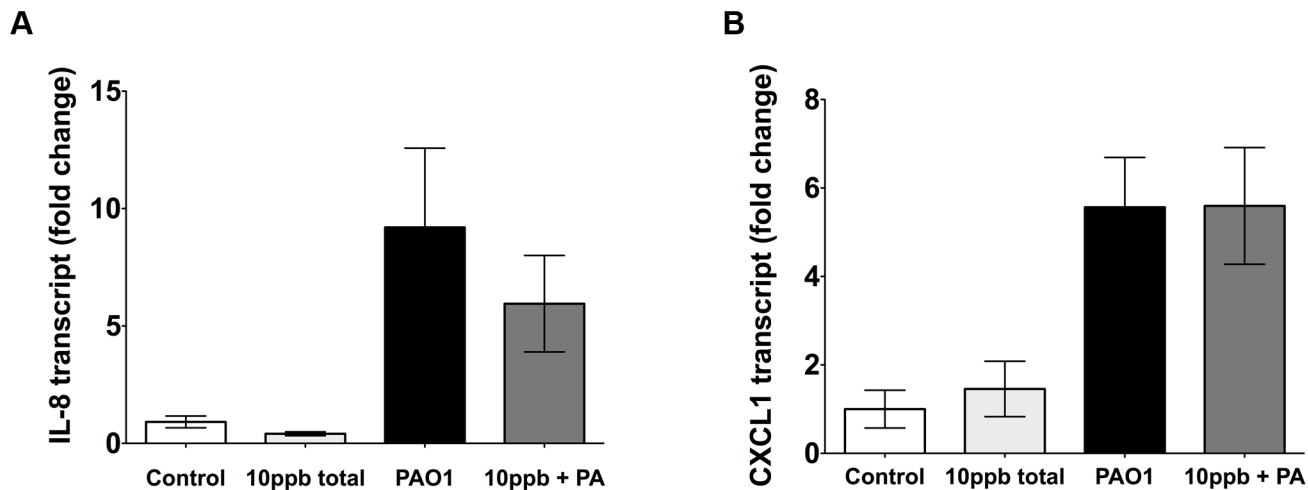 A
IL-8 transcript (fold change)
15
10
5
0
Control
10ppb total
PAO1
10ppb + PA
B
CXCL1 transcript (fold change)
8
6
4
2
0
Control
10ppb total
PAO1
10ppb + PA